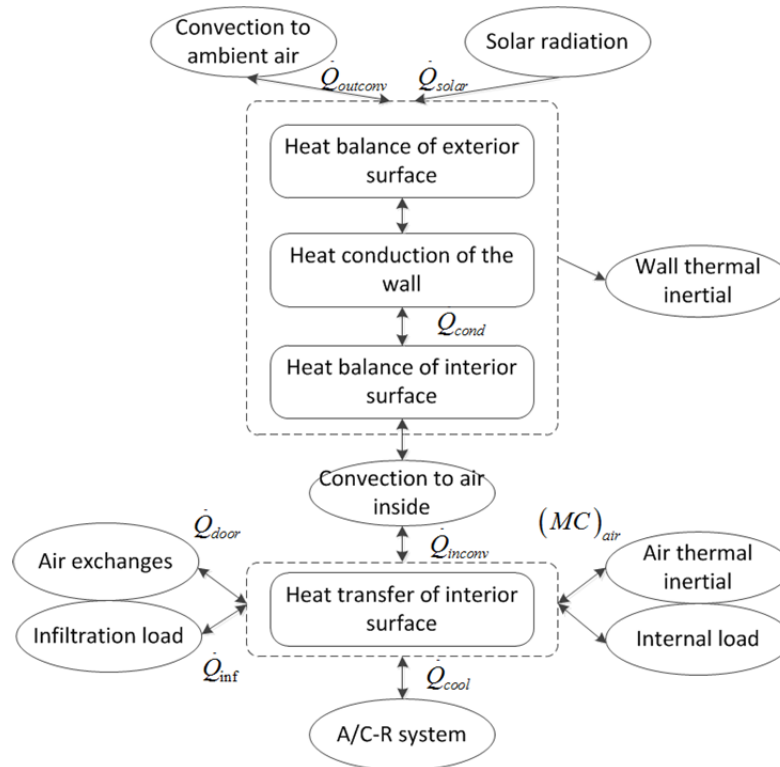 Convection to
ambient air
Solar radiation
Q̇outconv
Q̇solar
Heat balance of exterior
surface
Heat conduction of the
wall
Wall thermal
inertial
Q̇cond
Heat balance of interior
surface
Convection to air
inside
Q̇door
Q̇inconv
(MC)air
Air exchanges
Air thermal
inertial
Heat transfer of interior
surface
Infiltration load
Internal load
Q̇inf
Q̇cool
A/C-R system